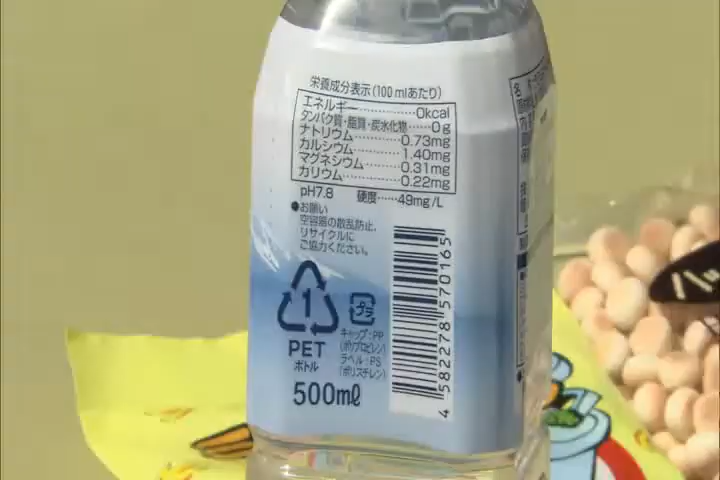 栄養成分表示(100mlあたり)
エネルギー……0kcal
タンパク質・脂質・炭水化物……0g
ナトリウム……0.73mg
カルシウム……1.40mg
マグネシウム……0.31mg
カリウム……0.22mg
pH7.8 硬度……49mg/L
●お願い
空容器の散乱防止、
リサイクルに
ご協力ください。
1
PET
ボトル
プラ
キャップ:PP
(ポリプロピレン)
ラベル:PS
(ポリスチレン)
500ml
4 582278 570165
名
ハッ